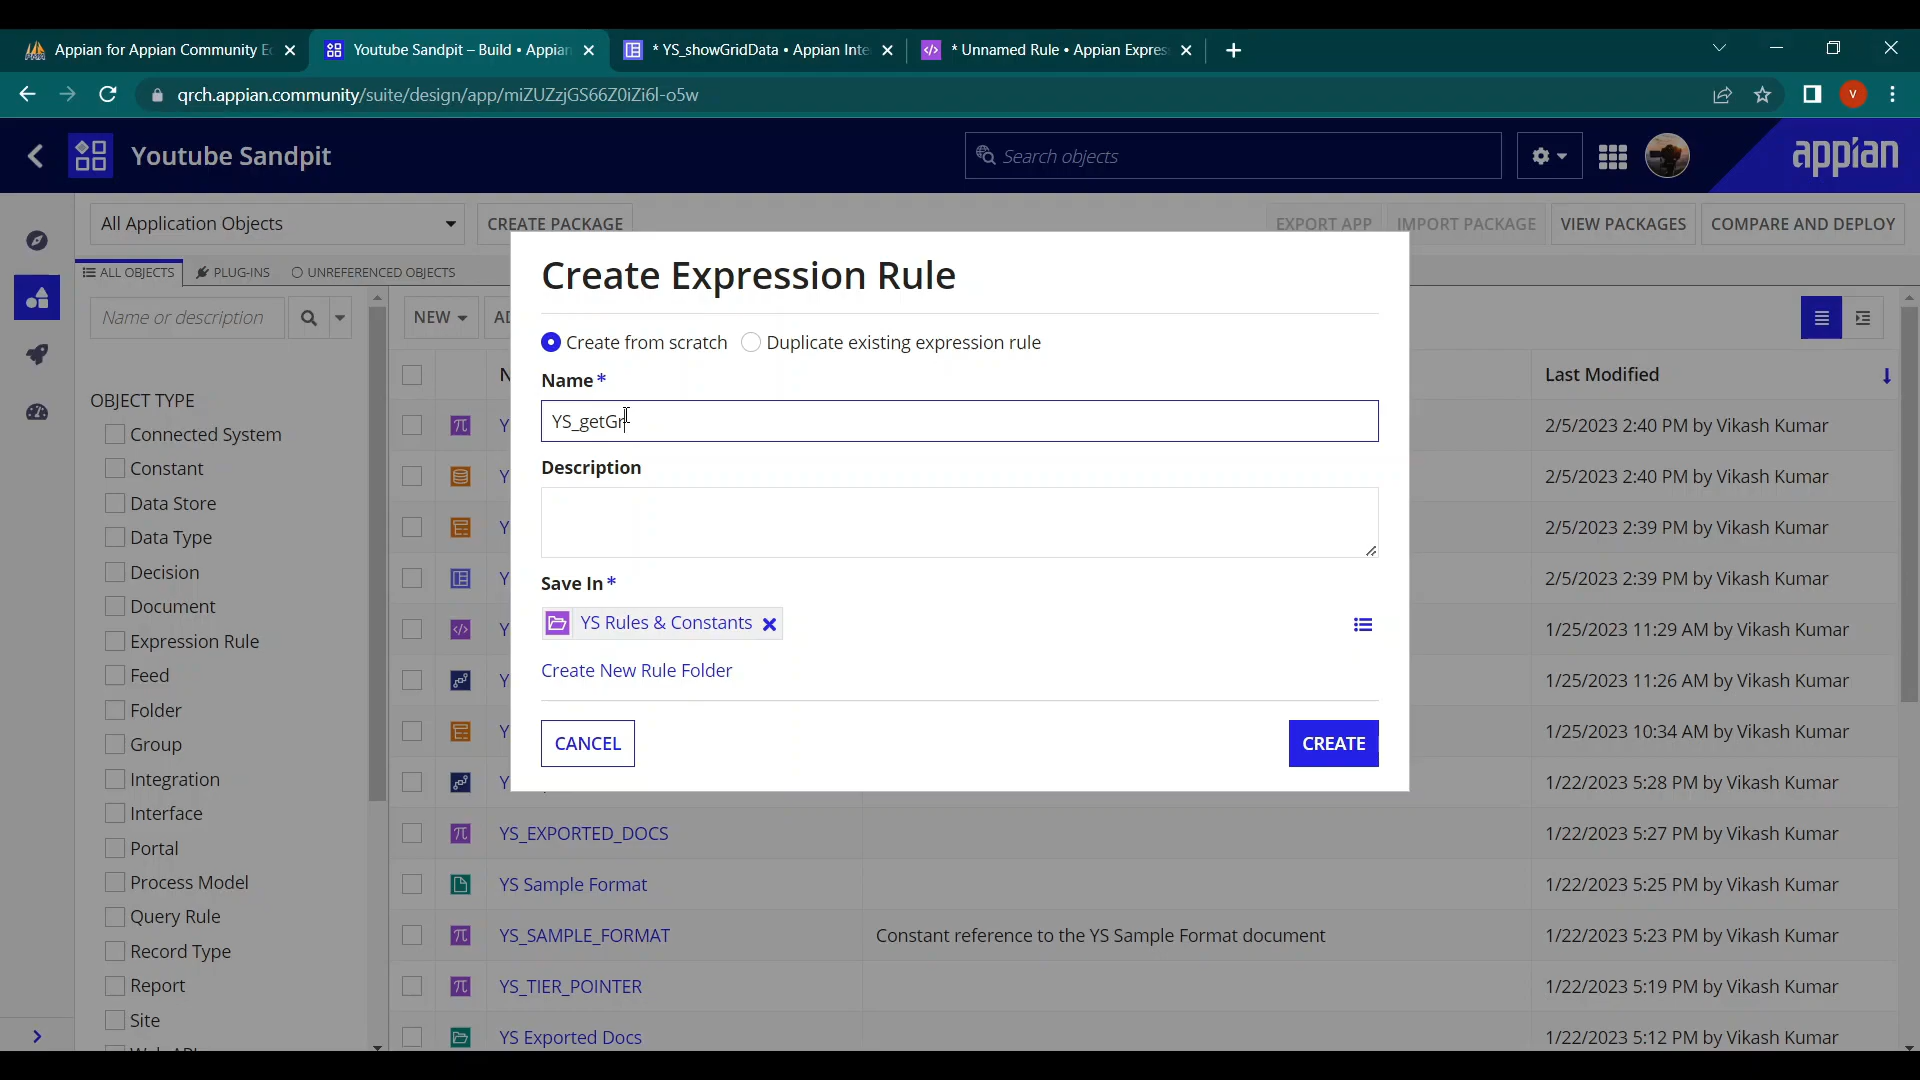 Appian for Appian Community E
Youtube Sandpit – Build • Appian
* YS_showGridData • Appian Inte
* Unnamed Rule • Appian Expres
qrch.appian.community/suite/design/app/miZUZzjGS66Z0iZi6l-o5w
V
Youtube Sandpit
Search objects
appian
All Application Objects
CREATE PACKAGE
EXPORT APP
IMPORT PACKAGE
VIEW PACKAGES
COMPARE AND DEPLOY
ALL OBJECTS
PLUG-INS
UNREFERENCED OBJECTS
Name or description
NEW
Last Modified
OBJECT TYPE
Connected System
Constant
Data Store
Data Type
Decision
Document
Expression Rule
Feed
Folder
Group
Integration
Interface
Portal
Process Model
Query Rule
Record Type
Report
Site
Create Expression Rule
Create from scratch
Duplicate existing expression rule
Name *
YS_getGr
Description
Save In *
YS Rules & Constants
Create New Rule Folder
CANCEL
CREATE
2/5/2023 2:40 PM by Vikash Kumar
2/5/2023 2:40 PM by Vikash Kumar
2/5/2023 2:39 PM by Vikash Kumar
2/5/2023 2:39 PM by Vikash Kumar
1/25/2023 11:29 AM by Vikash Kumar
1/25/2023 11:26 AM by Vikash Kumar
1/25/2023 10:34 AM by Vikash Kumar
1/22/2023 5:28 PM by Vikash Kumar
YS_EXPORTED_DOCS
1/22/2023 5:27 PM by Vikash Kumar
YS Sample Format
1/22/2023 5:25 PM by Vikash Kumar
YS_SAMPLE_FORMAT
Constant reference to the YS Sample Format document
1/22/2023 5:23 PM by Vikash Kumar
YS_TIER_POINTER
1/22/2023 5:19 PM by Vikash Kumar
YS Exported Docs
1/22/2023 5:12 PM by Vikash Kumar